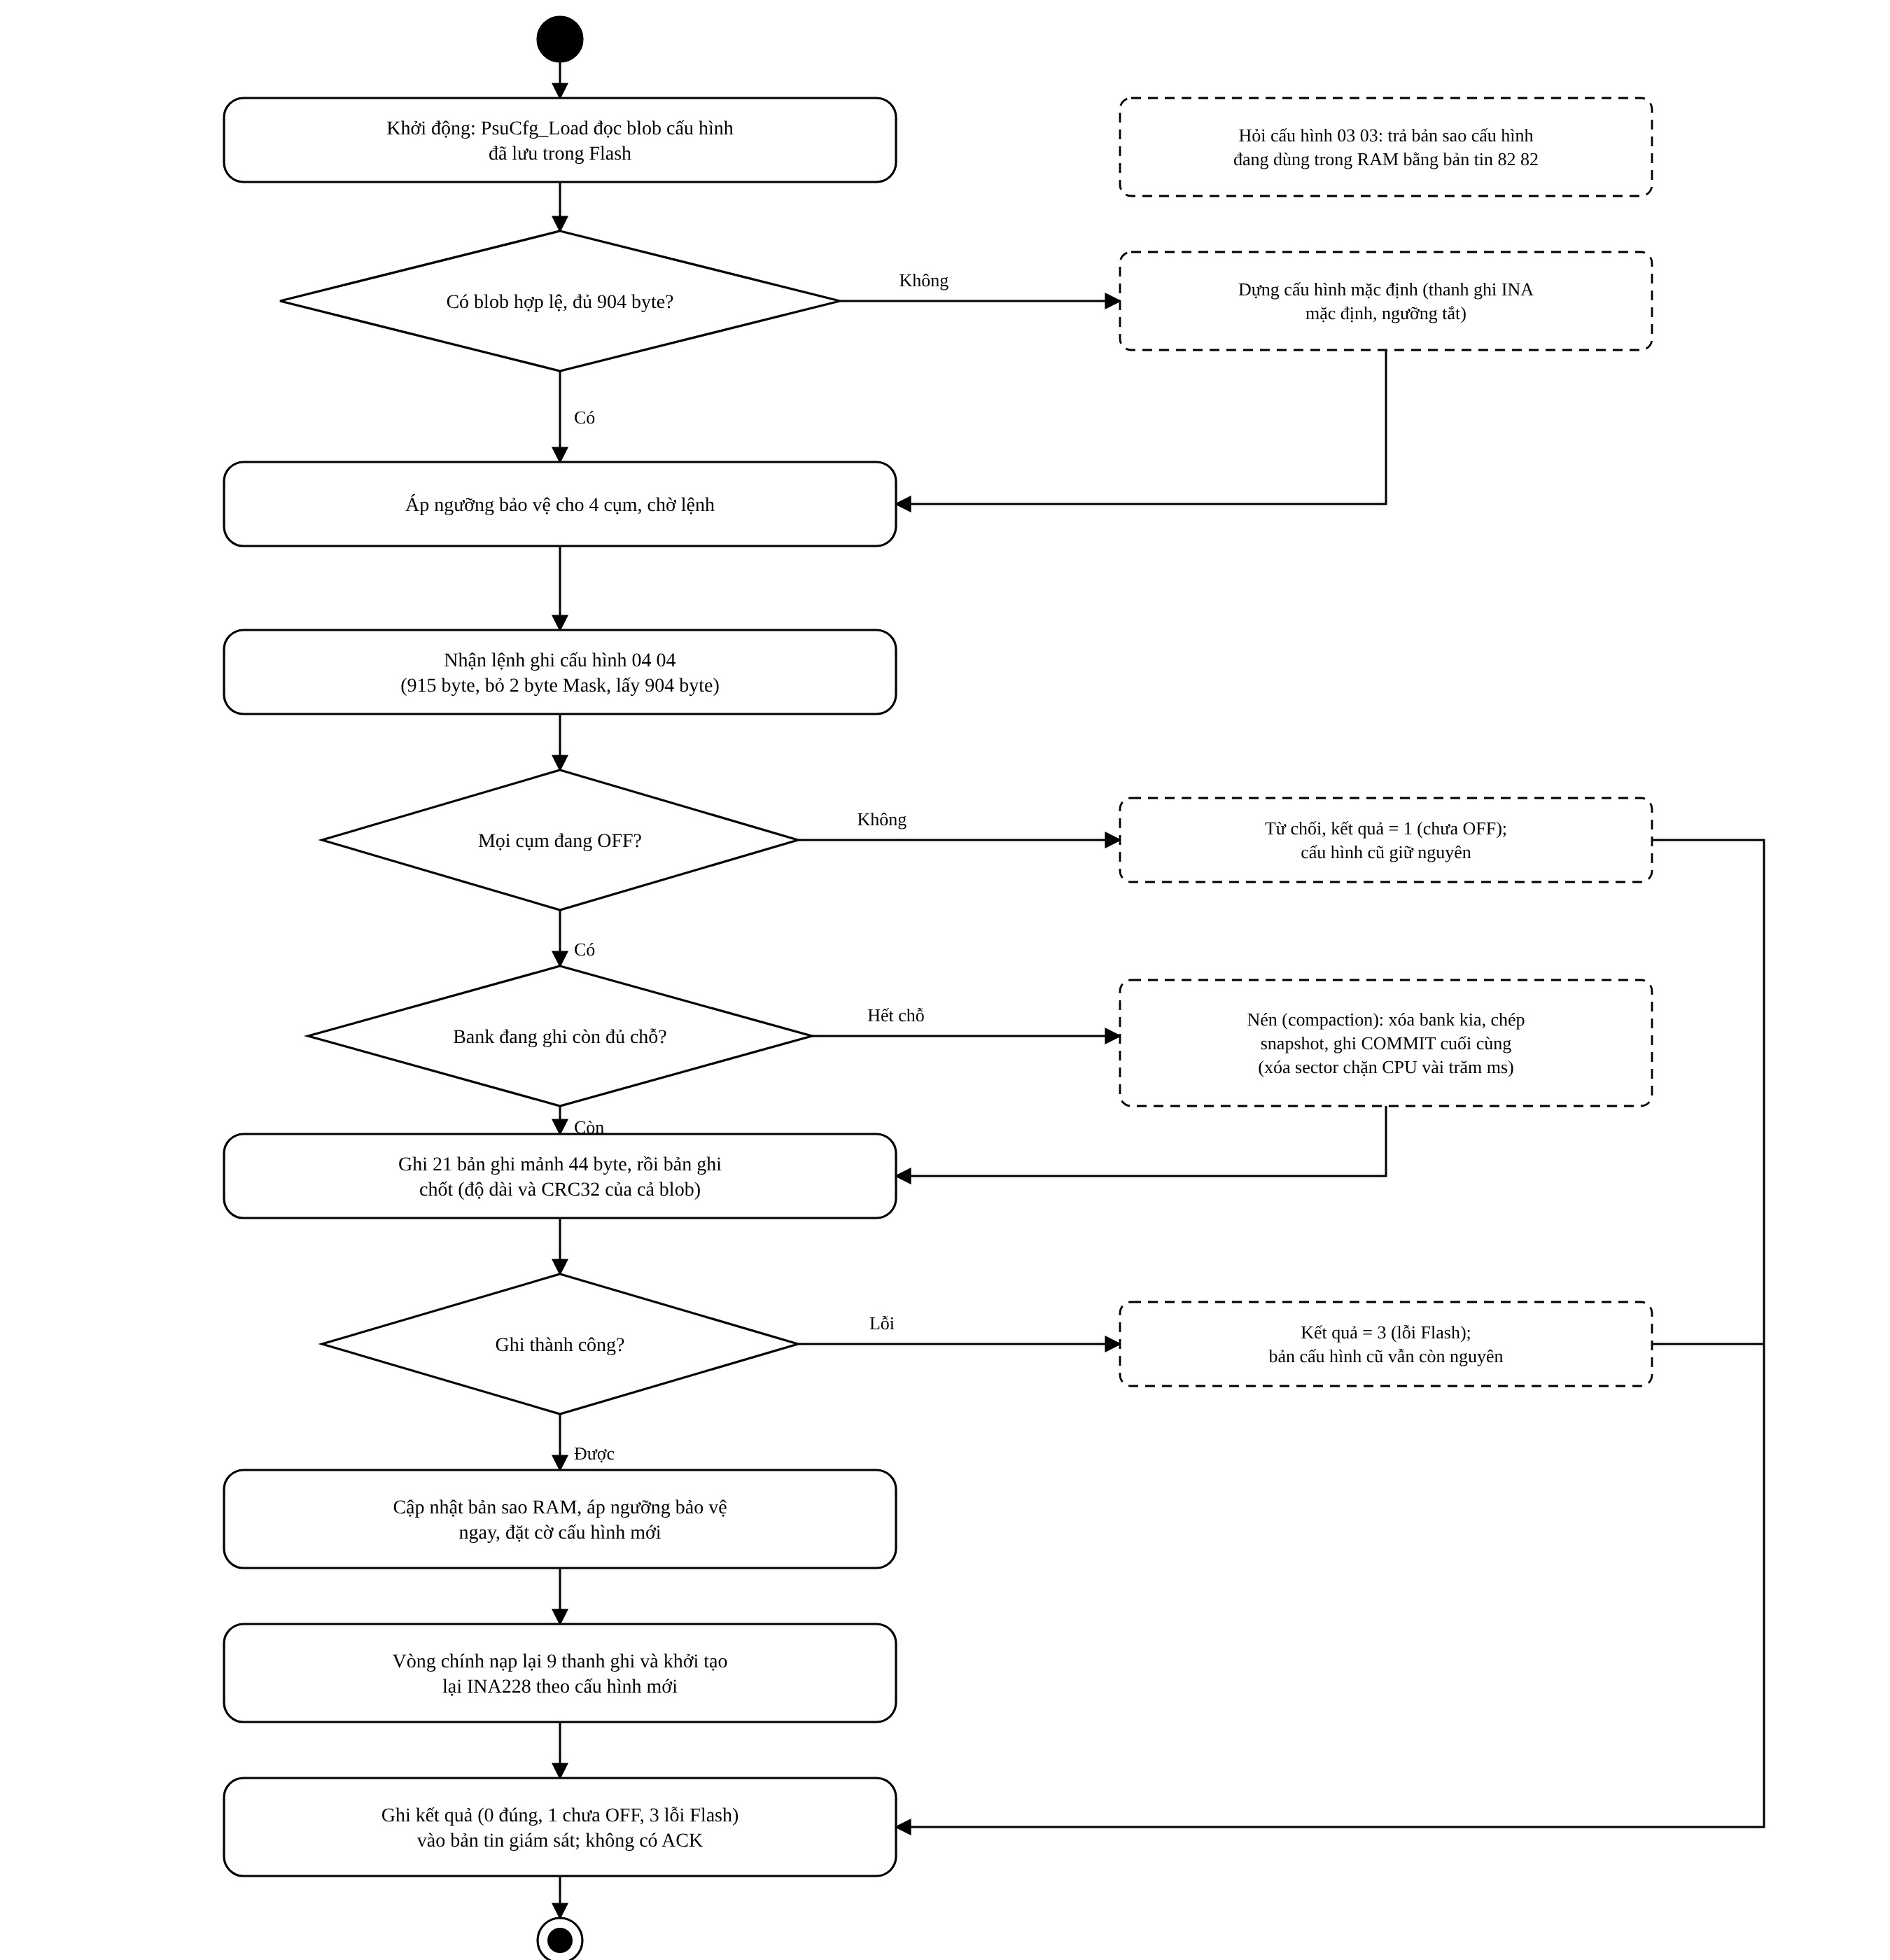 Khởi động: PsuCfg_Load đọc blob cấu hình
đã lưu trong Flash
Hỏi cấu hình 03 03: trả bản sao cấu hình
đang dùng trong RAM bằng bản tin 82 82
Có blob hợp lệ, đủ 904 byte?
Không
Dựng cấu hình mặc định (thanh ghi INA
mặc định, ngưỡng tắt)
Có
Áp ngưỡng bảo vệ cho 4 cụm, chờ lệnh
Nhận lệnh ghi cấu hình 04 04
(915 byte, bỏ 2 byte Mask, lấy 904 byte)
Mọi cụm đang OFF?
Không
Từ chối, kết quả = 1 (chưa OFF);
cấu hình cũ giữ nguyên
Có
Bank đang ghi còn đủ chỗ?
Hết chỗ
Nén (compaction): xóa bank kia, chép
snapshot, ghi COMMIT cuối cùng
(xóa sector chặn CPU vài trăm ms)
Còn
Ghi 21 bản ghi mảnh 44 byte, rồi bản ghi
chốt (độ dài và CRC32 của cả blob)
Ghi thành công?
Lỗi
Kết quả = 3 (lỗi Flash);
bản cấu hình cũ vẫn còn nguyên
Được
Cập nhật bản sao RAM, áp ngưỡng bảo vệ
ngay, đặt cờ cấu hình mới
Vòng chính nạp lại 9 thanh ghi và khởi tạo
lại INA228 theo cấu hình mới
Ghi kết quả (0 đúng, 1 chưa OFF, 3 lỗi Flash)
vào bản tin giám sát; không có ACK